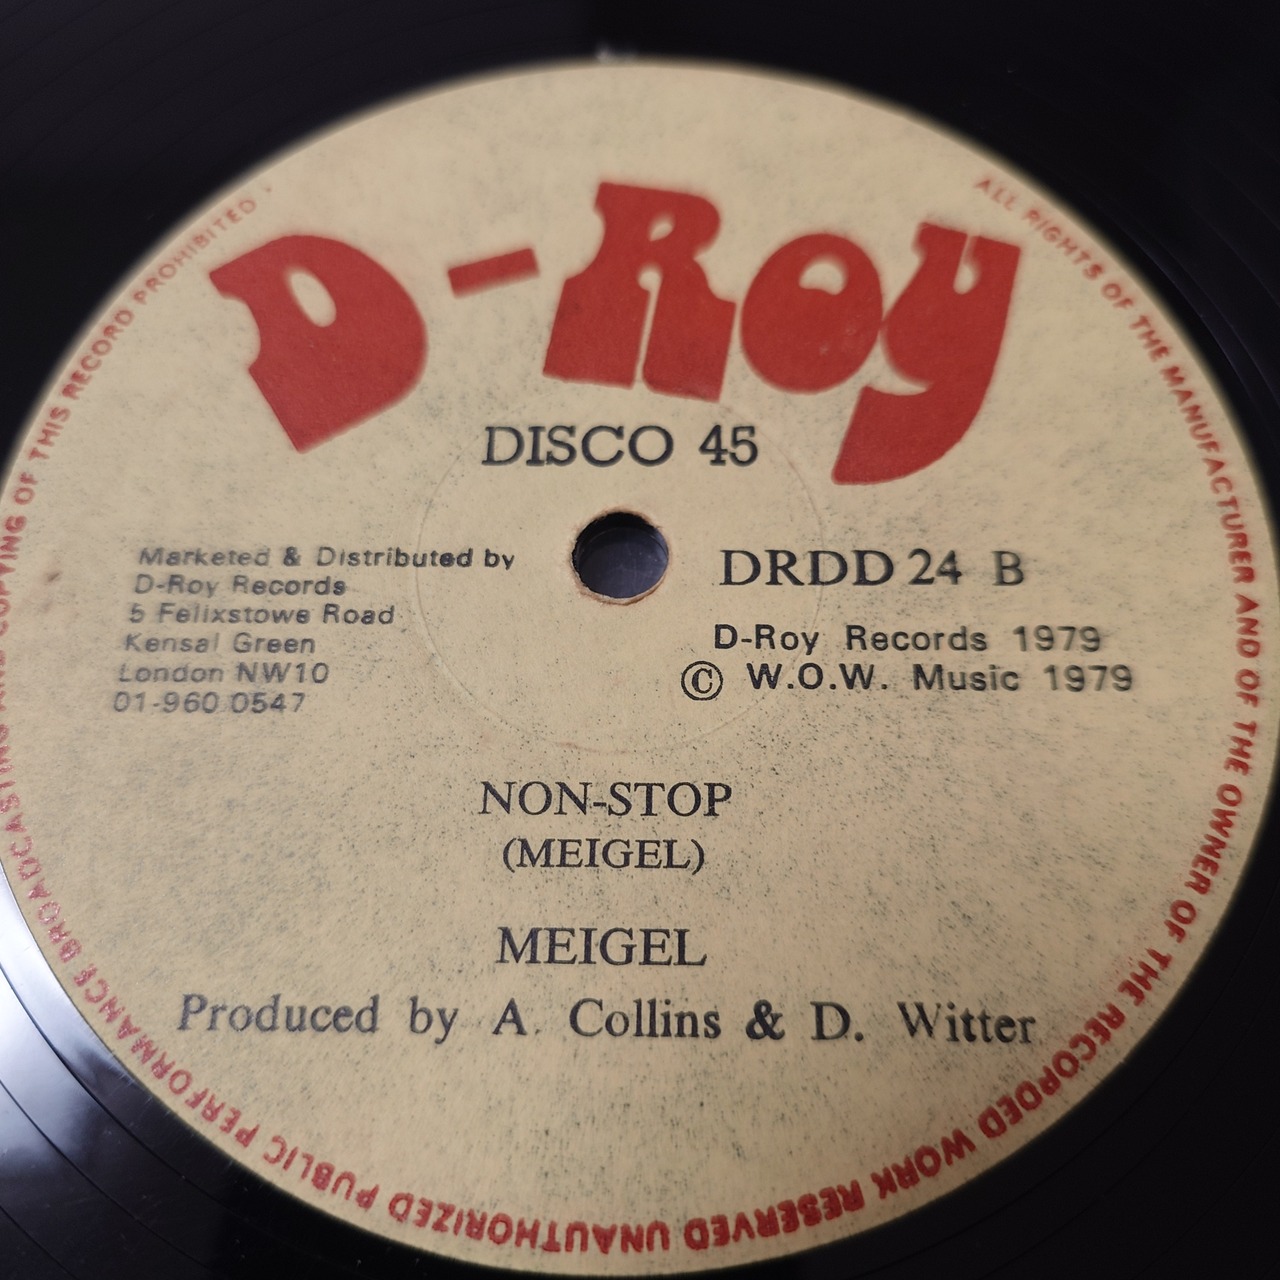 D-Roy
DISCO 45
Marketed & Distributed by
D-Roy Records
5 Felixstowe Road
Kensal Green
London NW10
01-960 0547
DRDD 24 B
D-Roy Records 1979
© W.O.W. Music 1979
NON-STOP
(MEIGEL)
MEIGEL
Produced by A. Collins & D. Witter
ALL RIGHTS OF THE MANUFACTURER AND OF THE OWNER OF THE RECOPDED WORK RESERVED UNAUTHORIZED PUBLIC PERFORMANCE BROADCASTING AND COPYING OF THIS RECORD PROHIBITED